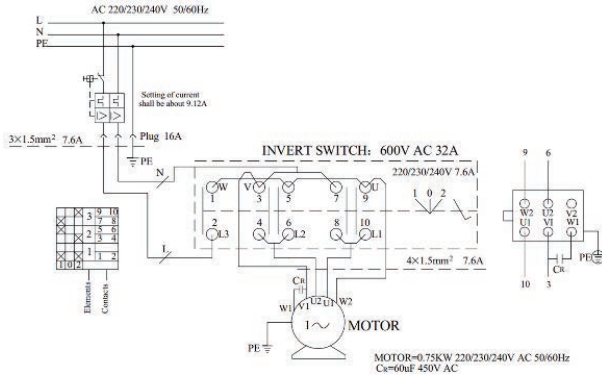 AC 220/230/240V 50/60Hz
L
N
PE
Setting of current
shall be about 9.12A
3×1.5mm² 7.6A
Plug 16A
PE
INVERT SWITCH: 600V AC 32A
220/230/240V 7.6A
N
W V U
1 3 5 7 9
1 0 2
2 4 6 8 10
L3 L2 L1
L
4×1.5mm² 7.6A
3 9 10
7 8
2 5 6
3 4
1 1 2
1 0 2
Elements
Contacts
9 6
W2 U2 V2
U1 U1 W1
CR
PE
10 3
CR
W1 V1 U2 U1 W2
1~
MOTOR
PE
MOTOR=0.75KW 220/230/240V AC 50/60Hz
CR=60uF 450V AC